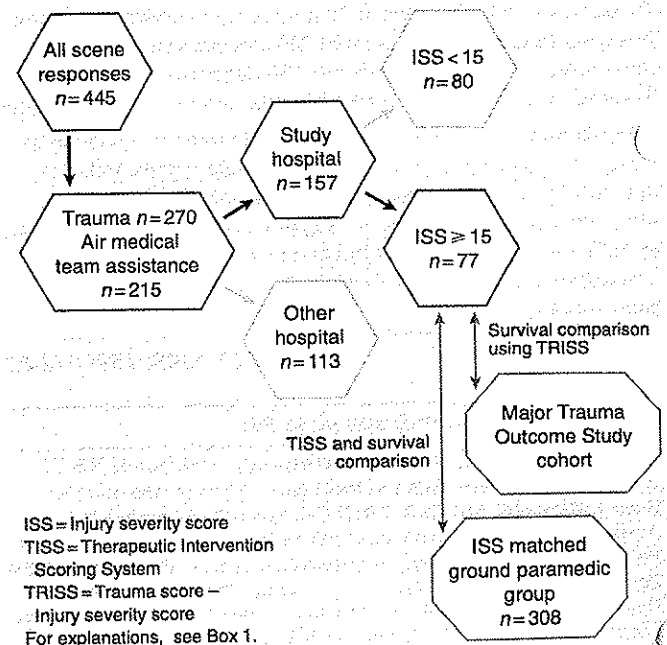 All scene
responses
n=445
ISS<15
n=80
Study
hospital
n=157
Trauma n=270
Air medical
team assistance
n=215
ISS⩾15
n=77
Other
hospital
n=113
Survival comparison
using TRISS
Major Trauma
Outcome Study
cohort
TISS and survival
comparison
ISS matched
ground paramedic
group
n=308
ISS=Injury severity score
TISS=Therapeutic Intervention
Scoring System
TRISS=Trauma score –
Injury severity score
For explanations, see Box 1.